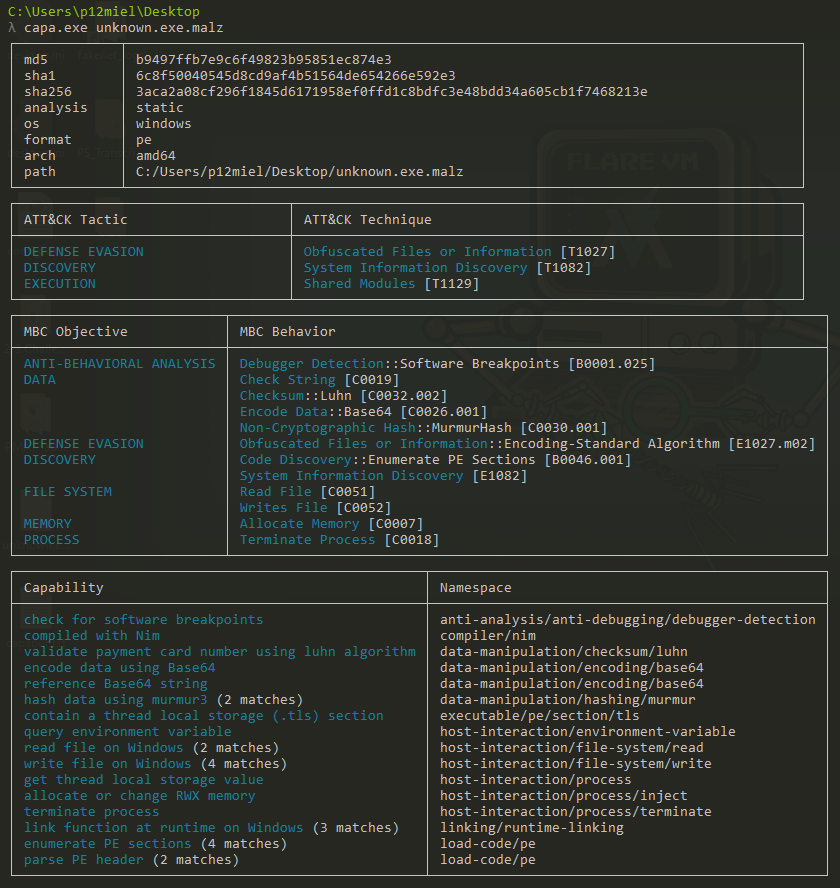 C:\Users\p12miel\Desktop
λ capa.exe unknown.exe.malz
md5 b9497ffb7e9c6f49823b95851ec874e3
sha1 6c8f50040545d8cd9af4b51564de654266e592e3
sha256 3aca2a08cf296f1845d6171958ef0ffd1c8bdfc3e48bdd34a605cb1f7468213e
analysis static
os windows
format pe
arch amd64
path C:/Users/p12miel/Desktop/unknown.exe.malz
FLARE VM
ATT&CK Tactic ATT&CK Technique
DEFENSE EVASION Obfuscated Files or Information [T1027]
DISCOVERY System Information Discovery [T1082]
EXECUTION Shared Modules [T1129]
MBC Objective MBC Behavior
ANTI-BEHAVIORAL ANALYSIS Debugger Detection::Software Breakpoints [B0001.025]
DATA Check String [C0019]
Checksum::Luhn [C0032.002]
Encode Data::Base64 [C0026.001]
Non-Cryptographic Hash::MurmurHash [C0030.001]
DEFENSE EVASION Obfuscated Files or Information::Encoding-Standard Algorithm [E1027.m02]
DISCOVERY Code Discovery::Enumerate PE Sections [B0046.001]
System Information Discovery [E1082]
FILE SYSTEM Read File [C0051]
Writes File [C0052]
MEMORY Allocate Memory [C0007]
PROCESS Terminate Process [C0018]
Capability Namespace
check for software breakpoints anti-analysis/anti-debugging/debugger-detection
compiled with Nim compiler/nim
validate payment card number using luhn algorithm data-manipulation/checksum/luhn
encode data using Base64 data-manipulation/encoding/base64
reference Base64 string data-manipulation/encoding/base64
hash data using murmur3 (2 matches) data-manipulation/hashing/murmur
contain a thread local storage (.tls) section executable/pe/section/tls
query environment variable host-interaction/environment-variable
read file on Windows (2 matches) host-interaction/file-system/read
write file on Windows (4 matches) host-interaction/file-system/write
get thread local storage value host-interaction/process
allocate or change RWX memory host-interaction/process/inject
terminate process host-interaction/process/terminate
link function at runtime on Windows (3 matches) linking/runtime-linking
enumerate PE sections (4 matches) load-code/pe
parse PE header (2 matches) load-code/pe